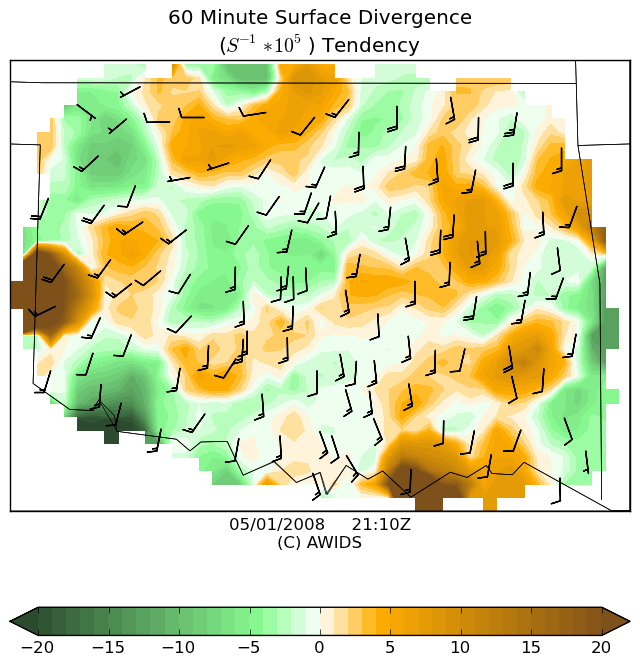 60 Minute Surface Divergence
(S⁻¹ * 10⁵ ) Tendency
05/01/2008 21:10Z
(C) AWIDS
−20 −15 −10 −5 0 5 10 15 20